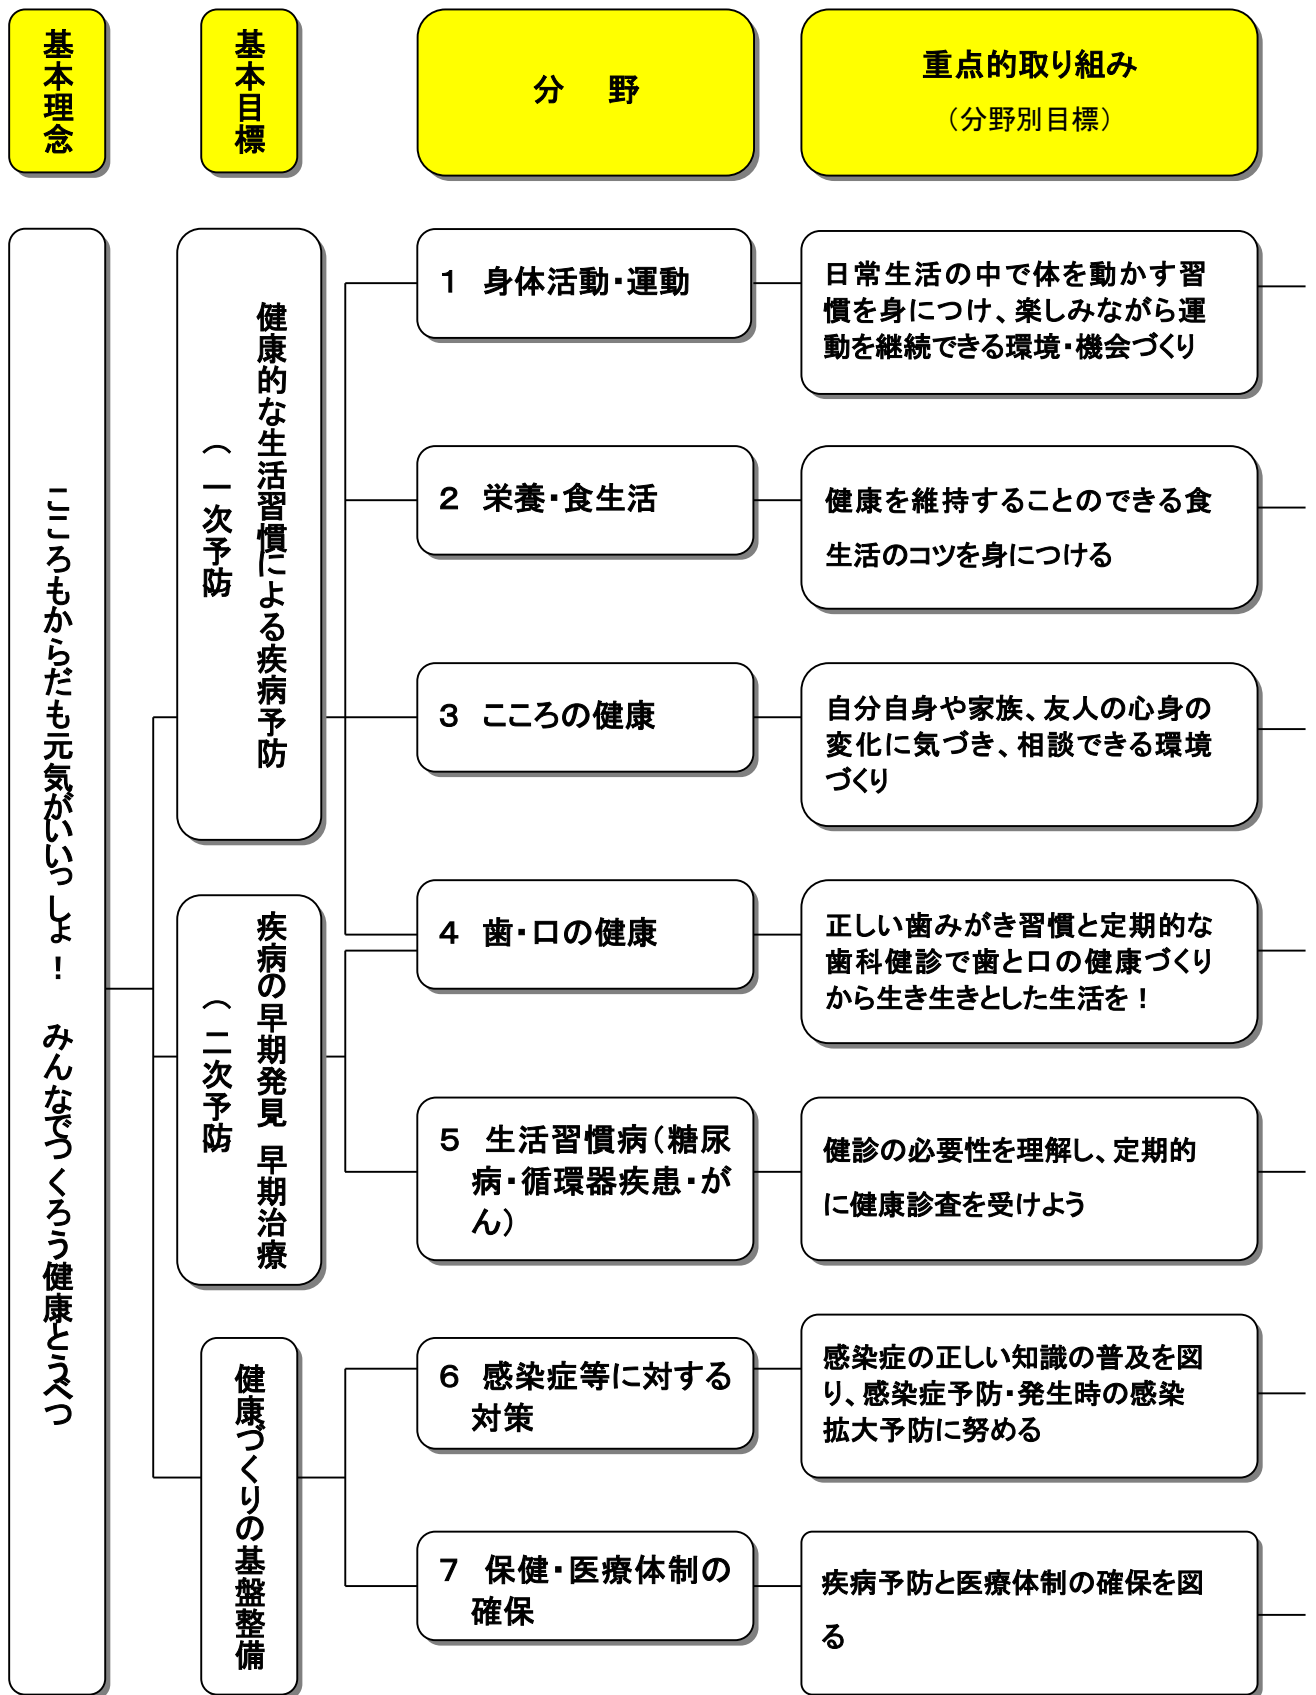 基本理念
基本目標
分　野
重点的取り組み
（分野別目標）
こころもからだも元気がいいっしょ！　みんなでつくろう健康とうべつ
健康的な生活習慣による疾病予防
（一次予防
１　身体活動・運動
日常生活の中で体を動かす習
慣を身につけ、楽しみながら運
動を継続できる環境・機会づくり
２　栄養・食生活
健康を維持することのできる食
生活のコツを身につける
３　こころの健康
自分自身や家族、友人の心身の
変化に気づき、相談できる環境
づくり
４　歯・口の健康
正しい歯みがき習慣と定期的な
歯科健診で歯と口の健康づくり
から生き生きとした生活を！
疾病の早期発見 早期治療
（二次予防
５　生活習慣病（糖尿
病・循環器疾患・が
ん）
健診の必要性を理解し、定期的
に健康診査を受けよう
健康づくりの基盤整備
６　感染症等に対する
対策
感染症の正しい知識の普及を図
り、感染症予防・発生時の感染
拡大予防に努める
７　保健・医療体制の
確保
疾病予防と医療体制の確保を図
る